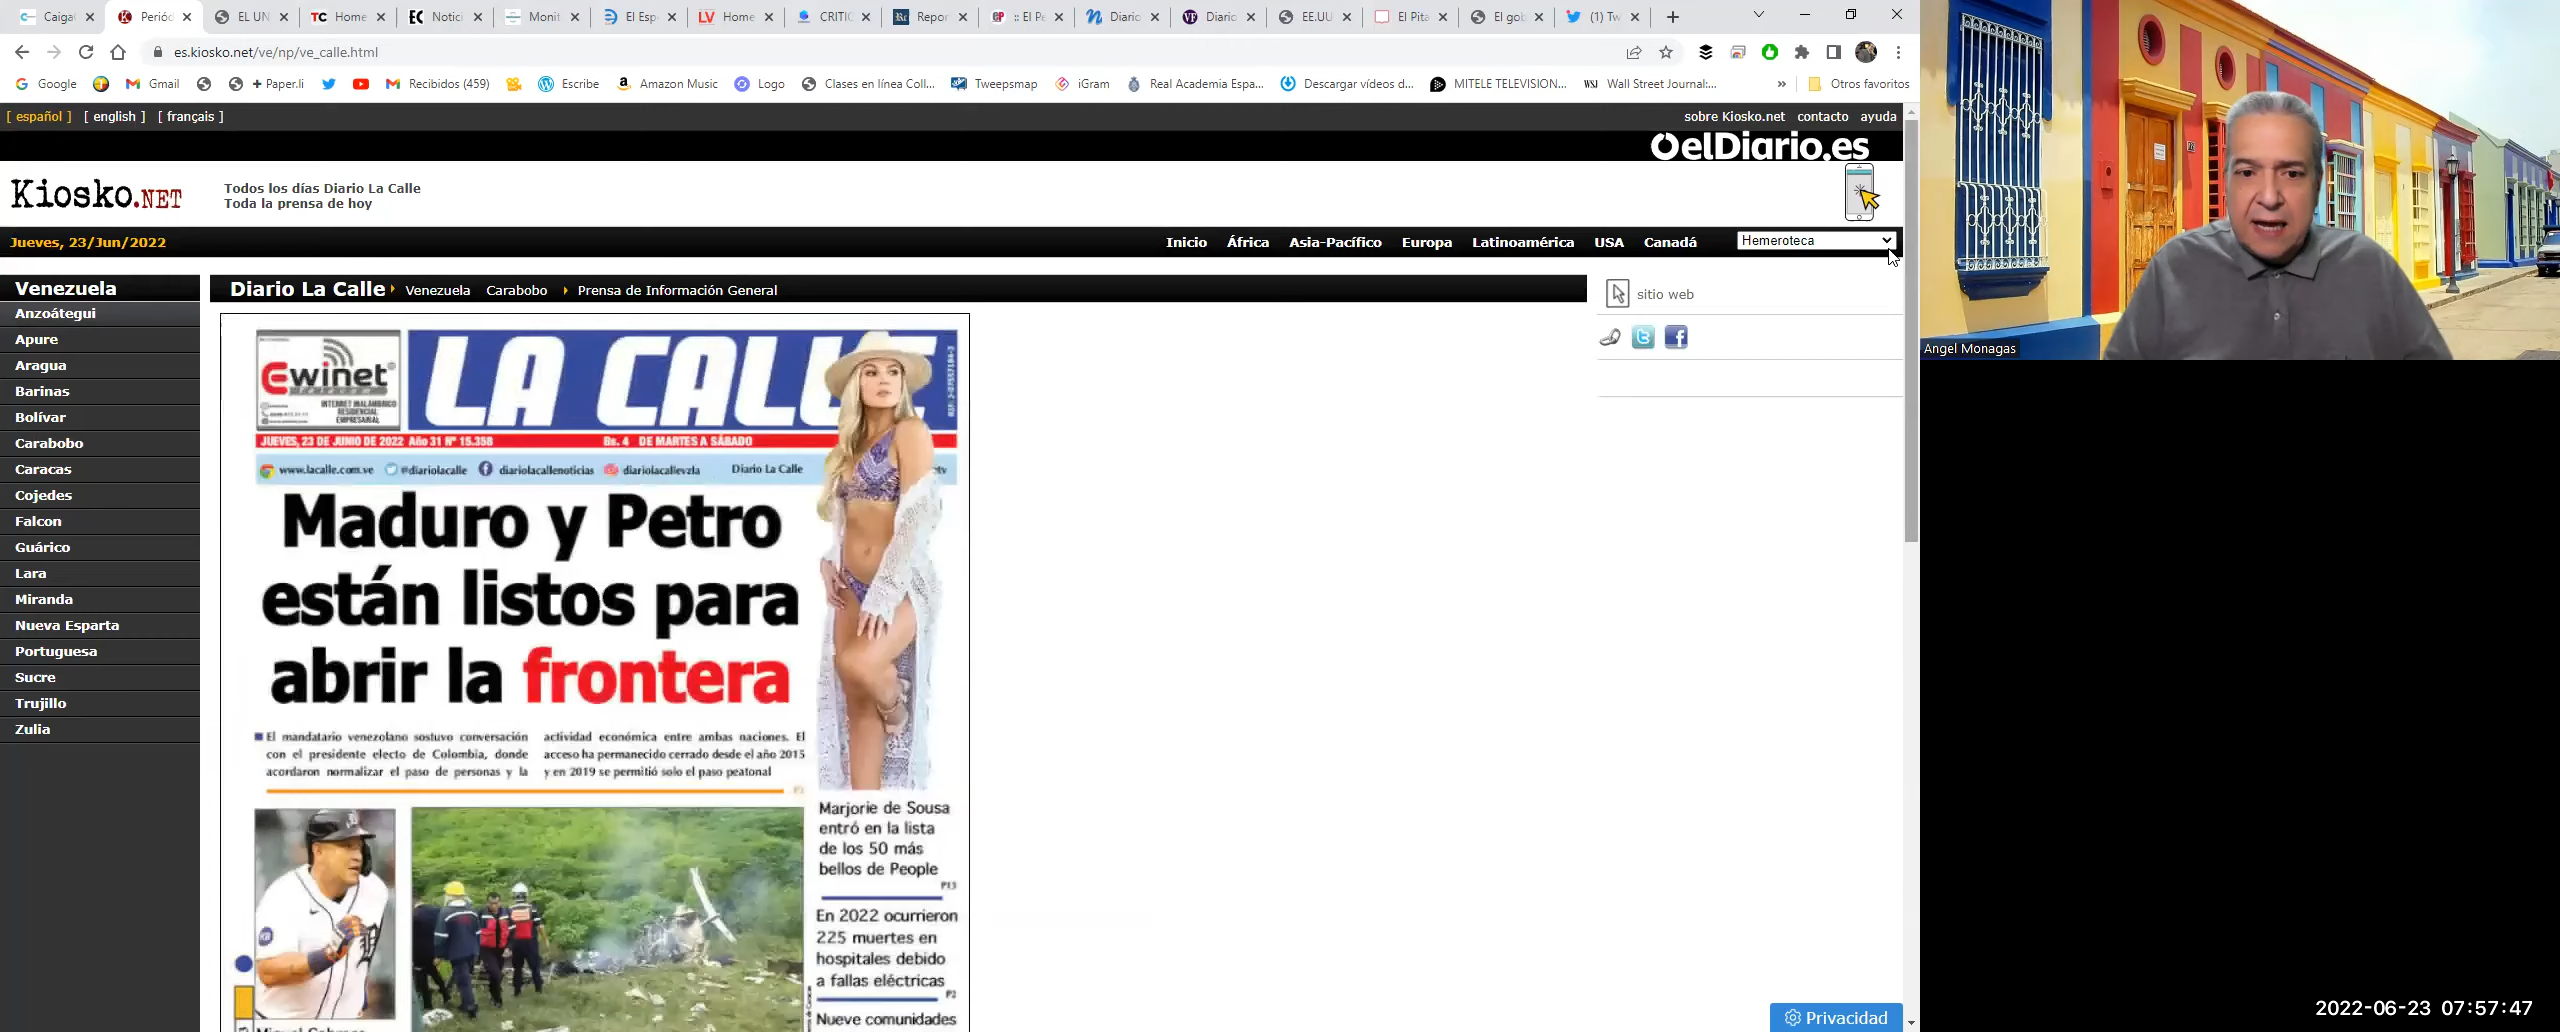 Caiga
Periód
EL UN
Home
Notici
Monit
El Esp
Home
CRITIC
Repor
:: El Pe
Diario
Diario
EE.UU
El Pita
El gob
(1) Tw
es.kiosko.net/ve/np/ve_calle.html
Google
Gmail
+ Paper.li
Recibidos (459)
Escribe
Amazon Music
Logo
Clases en línea Coll...
Tweepsmap
iGram
Real Academia Espa...
Descargar vídeos d...
MITELE TELEVISION...
WSJ Wall Street Journal:...
»
Otros favoritos
[ español ] [ english ] [ français ]
sobre Kiosko.net contacto ayuda
elDiario.es
Kiosko.NET
Todos los días Diario La Calle
Toda la prensa de hoy
Jueves, 23/Jun/2022
Inicio África Asia-Pacífico Europa Latinoamérica USA Canadá
Hemeroteca
Venezuela
Anzoátegui
Apure
Aragua
Barinas
Bolívar
Carabobo
Caracas
Cojedes
Falcon
Guárico
Lara
Miranda
Nueva Esparta
Portuguesa
Sucre
Trujillo
Zulia
Diario La Calle Venezuela Carabobo Prensa de Información General
sitio web
ewinet
INTERNET INALÁMBRICO
RESIDENCIAL
EMPRESARIAL
LA CALLE
JUEVES, 23 DE JUNIO DE 2022 Año 31 Nº 15.358 Bs. 4 DE MARTES A SÁBADO
www.lacalle.com.ve @diariolacalle diariolacallenoticias diariolacallevzla Diario La Calle
Maduro y Petro
están listos para
abrir la frontera
El mandatario venezolano sostuvo conversación
con el presidente electo de Colombia, donde
acordaron normalizar el paso de personas y la
actividad económica entre ambas naciones. El
acceso ha permanecido cerrado desde el año 2015
y en 2019 se permitió solo el paso peatonal
Marjorie de Sousa
entró en la lista
de los 50 más
bellos de People
P13
En 2022 ocurrieron
225 muertes en
hospitales debido
a fallas eléctricas
P2
Nueve comunidades
Miguel Cabrera
Privacidad
Angel Monagas
2022-06-23 07:57:47